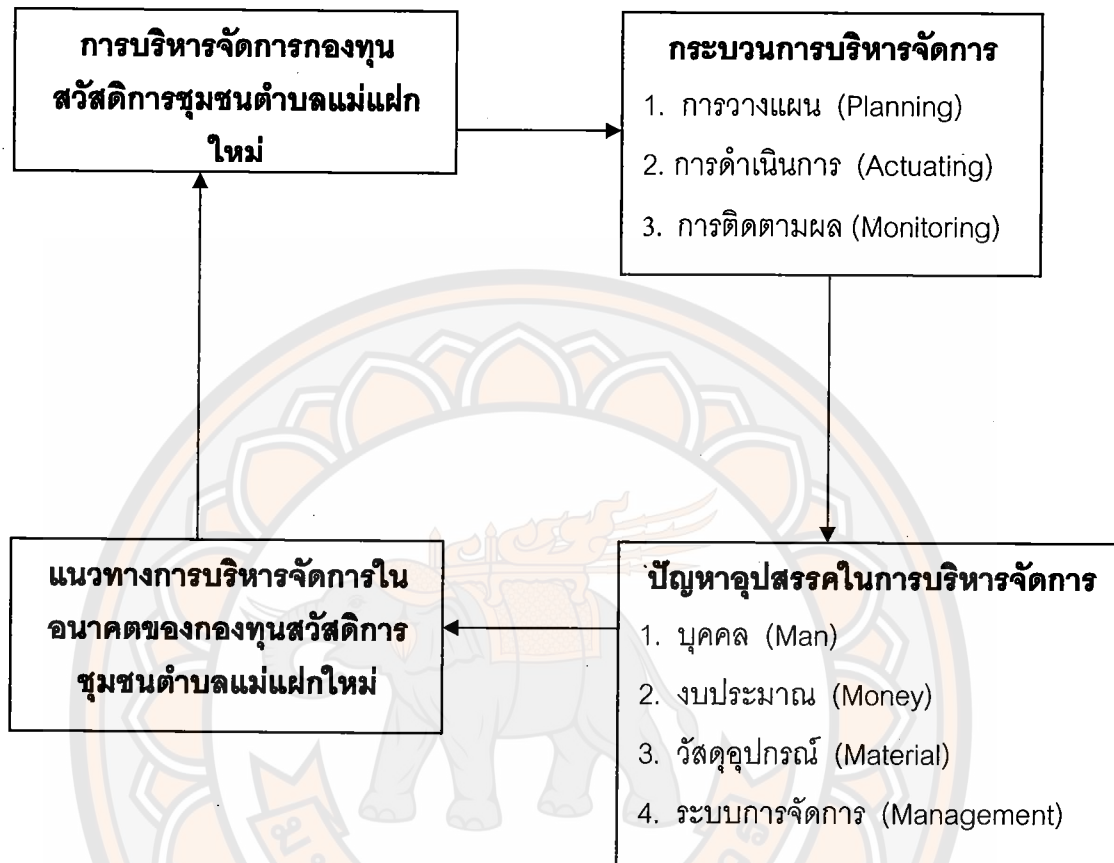 การบริหารจัดการกองทุน
สวัสดิการชุมชนตำบลแม่แฝก
ใหม่
กระบวนการบริหารจัดการ
1. การวางแผน (Planning)
2. การดำเนินการ (Actuating)
3. การติดตามผล (Monitoring)
แนวทางการบริหารจัดการใน
อนาคตของกองทุนสวัสดิการ
ชุมชนตำบลแม่แฝกใหม่
ปัญหาอุปสรรคในการบริหารจัดการ
1. บุคคล (Man)
2. งบประมาณ (Money)
3. วัสดุอุปกรณ์ (Material)
4. ระบบการจัดการ (Management)